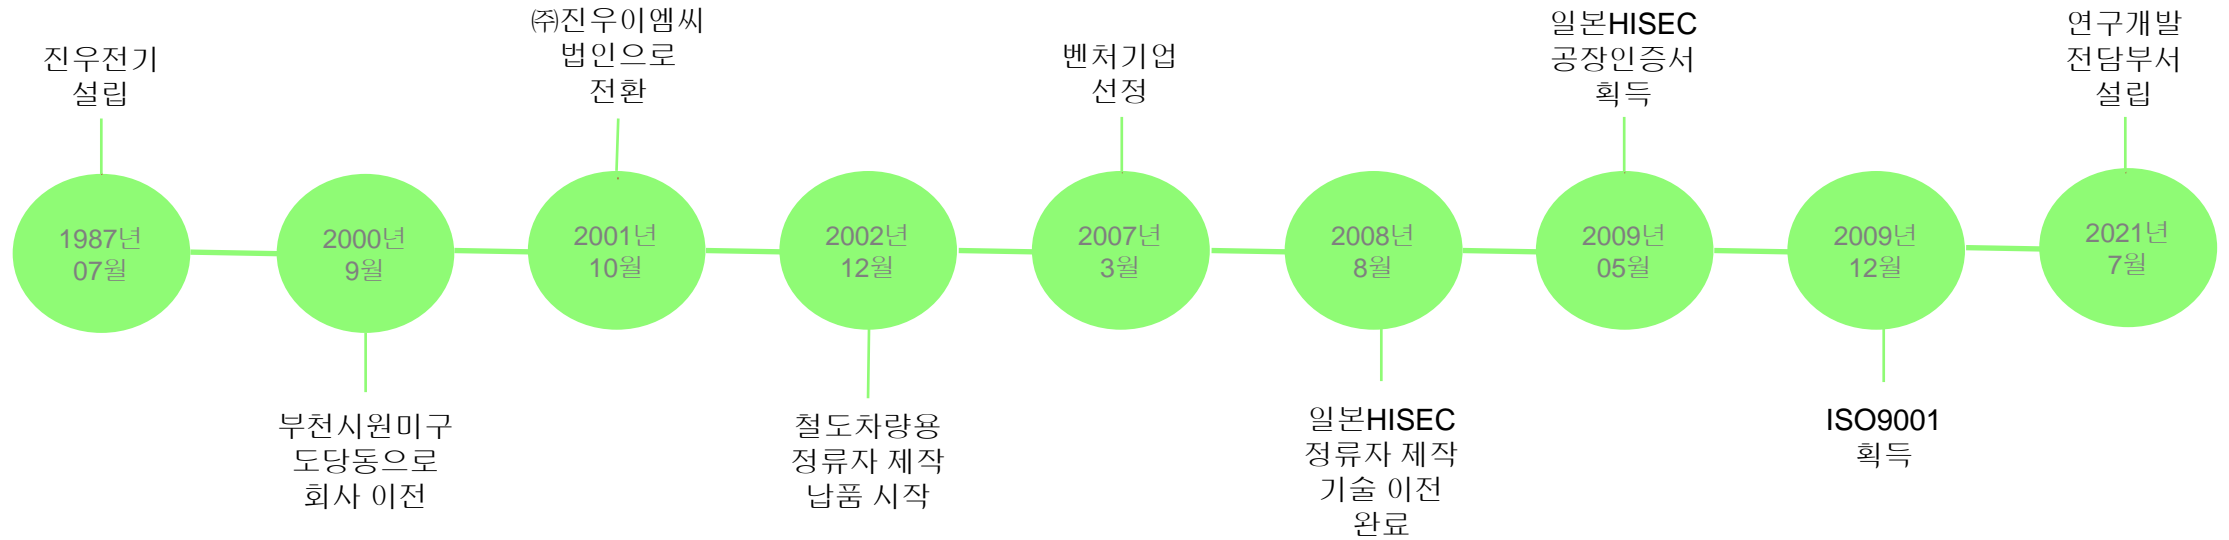 진우전기
설립
1987년
07월
2000년
9월
부천시원미구
도당동으로
회사 이전
㈜진우이엠씨
법인으로
전환
2001년
10월
2002년
12월
철도차량용
정류자 제작
납품 시작
벤처기업
선정
2007년
3월
2008년
8월
일본HISEC
정류자 제작
기술 이전
완료
일본HISEC
공장인증서
획득
2009년
05월
2009년
12월
ISO9001
획득
연구개발
전담부서
설립
2021년
7월